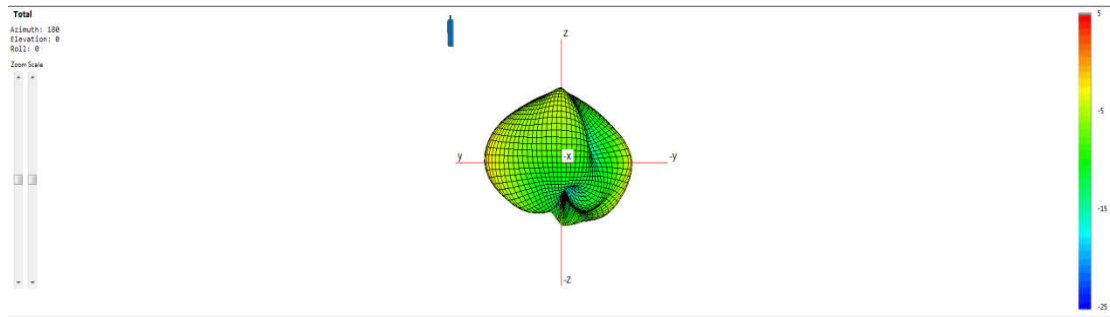 Total
Azimuth: 180
Elevation: 0
Roll: 0
Zoom Scale
z
y
-X
-y
-z
5
-5
-15
-25